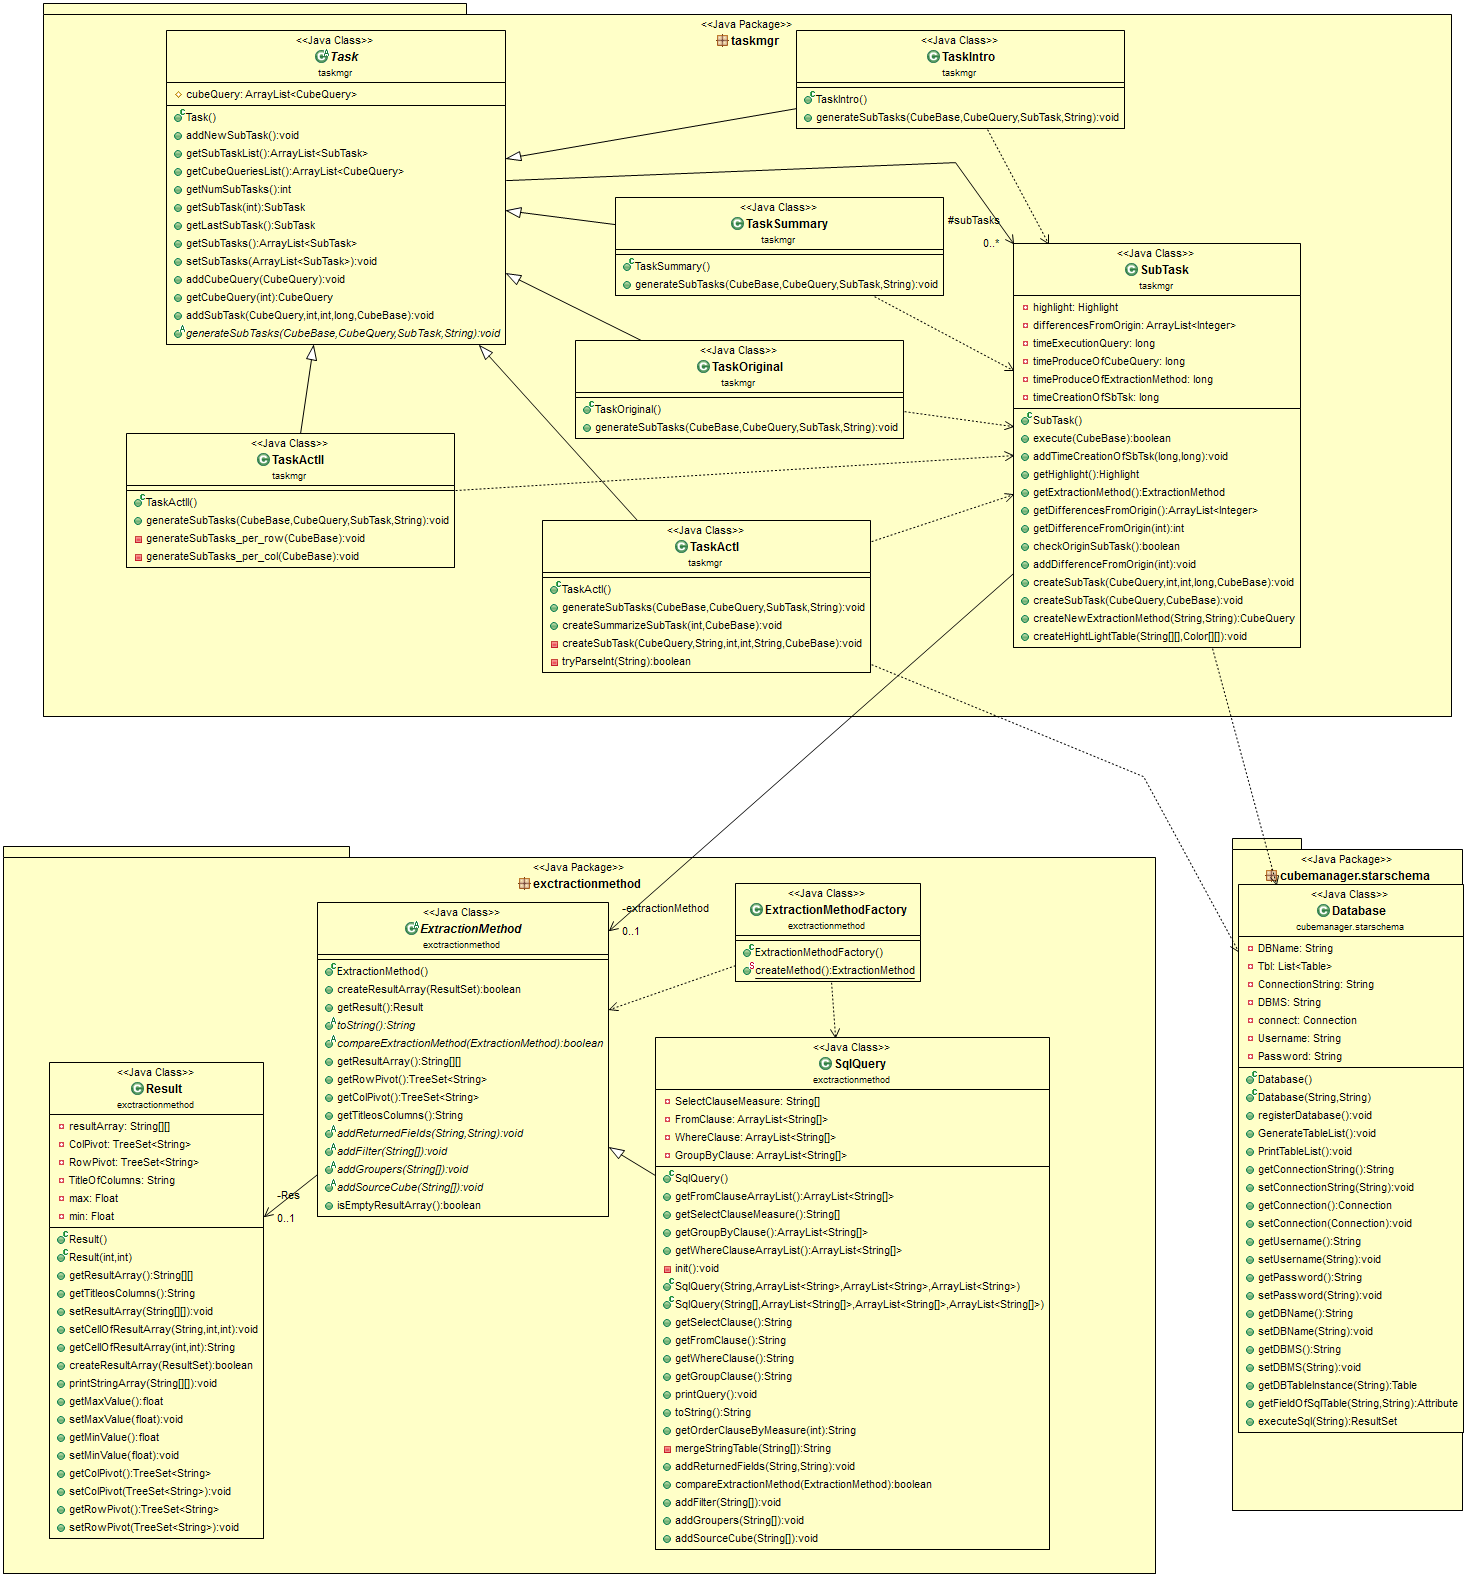 <<Java Package>>
taskmgr
<<Java Class>>
Task
taskmgr
cubeQuery: ArrayList<CubeQuery>
Task()
addNewSubTask():void
getSubTaskList():ArrayList<SubTask>
getCubeQueriesList():ArrayList<CubeQuery>
getNumSubTasks():int
getSubTask(int):SubTask
getLastSubTask():SubTask
getSubTasks():ArrayList<SubTask>
setSubTasks(ArrayList<SubTask>):void
addCubeQuery(CubeQuery):void
getCubeQuery(int):CubeQuery
addSubTask(CubeQuery,int,int,long,CubeBase):void
generateSubTasks(CubeBase,CubeQuery,SubTask,String):void
<<Java Class>>
TaskIntro
taskmgr
TaskIntro()
generateSubTasks(CubeBase,CubeQuery,SubTask,String):void
<<Java Class>>
TaskSummary
taskmgr
TaskSummary()
generateSubTasks(CubeBase,CubeQuery,SubTask,String):void
#subTasks
0..*
<<Java Class>>
SubTask
taskmgr
highlight: Highlight
differencesFromOrigin: ArrayList<Integer>
timeExecutionQuery: long
timeProduceOfCubeQuery: long
timeProduceOfExtractionMethod: long
timeCreationOfSbTsk: long
SubTask()
execute(CubeBase):boolean
addTimeCreationOfSbTsk(long,long):void
getHighlight():Highlight
getExtractionMethod():ExtractionMethod
getDifferencesFromOrigin():ArrayList<Integer>
getDifferenceFromOrigin(int):int
checkOriginSubTask():boolean
addDifferenceFromOrigin(int):void
createSubTask(CubeQuery,int,int,long,CubeBase):void
createSubTask(CubeQuery,CubeBase):void
createNewExtractionMethod(String,String):CubeQuery
createHightLightTable(String[][],Color[][]):void
<<Java Class>>
TaskOriginal
taskmgr
TaskOriginal()
generateSubTasks(CubeBase,CubeQuery,SubTask,String):void
<<Java Class>>
TaskActII
taskmgr
TaskActII()
generateSubTasks(CubeBase,CubeQuery,SubTask,String):void
generateSubTasks_per_row(CubeBase):void
generateSubTasks_per_col(CubeBase):void
<<Java Class>>
TaskActI
taskmgr
TaskActI()
generateSubTasks(CubeBase,CubeQuery,SubTask,String):void
createSummarizeSubTask(int,CubeBase):void
createSubTask(CubeQuery,String,int,int,String,CubeBase):void
tryParseInt(String):boolean
<<Java Package>>
exctractionmethod
<<Java Class>>
ExtractionMethod
exctractionmethod
ExtractionMethod()
createResultArray(ResultSet):boolean
getResult():Result
toString():String
compareExtractionMethod(ExtractionMethod):boolean
getResultArray():String[][]
getRowPivot():TreeSet<String>
getColPivot():TreeSet<String>
getTitleosColumns():String
addReturnedFields(String,String):void
addFilter(String[]):void
addGroupers(String[]):void
addSourceCube(String[]):void
isEmptyResultArray():boolean
-extractionMethod
0..1
<<Java Class>>
ExtractionMethodFactory
exctractionmethod
ExtractionMethodFactory()
createMethod():ExtractionMethod
-Res
0..1
<<Java Class>>
Result
exctractionmethod
resultArray: String[][]
ColPivot: TreeSet<String>
RowPivot: TreeSet<String>
TitleOfColumns: String
max: Float
min: Float
Result()
Result(int,int)
getResultArray():String[][]
getTitleosColumns():String
setResultArray(String[][]):void
setCellOfResultArray(String,int,int):void
getCellOfResultArray(int,int):String
createResultArray(ResultSet):boolean
printStringArray(String[][]):void
getMaxValue():float
setMaxValue(float):void
getMinValue():float
setMinValue(float):void
getColPivot():TreeSet<String>
setColPivot(TreeSet<String>):void
getRowPivot():TreeSet<String>
setRowPivot(TreeSet<String>):void
<<Java Class>>
SqlQuery
exctractionmethod
SelectClauseMeasure: String[]
FromClause: ArrayList<String[]>
WhereClause: ArrayList<String[]>
GroupByClause: ArrayList<String[]>
SqlQuery()
getFromClauseArrayList():ArrayList<String[]>
getSelectClauseMeasure():String[]
getGroupByClause():ArrayList<String[]>
getWhereClauseArrayList():ArrayList<String[]>
init():void
SqlQuery(String,ArrayList<String>,ArrayList<String>,ArrayList<String>)
SqlQuery(String[],ArrayList<String[]>,ArrayList<String[]>,ArrayList<String[]>)
getSelectClause():String
getFromClause():String
getWhereClause():String
getGroupClause():String
printQuery():void
toString():String
getOrderClauseByMeasure(int):String
mergeStringTable(String[]):String
addReturnedFields(String,String):void
compareExtractionMethod(ExtractionMethod):boolean
addFilter(String[]):void
addGroupers(String[]):void
addSourceCube(String[]):void
<<Java Package>>
cubemanager.starschema
<<Java Class>>
Database
cubemanager.starschema
DBName: String
Tbl: List<Table>
ConnectionString: String
DBMS: String
connect: Connection
Username: String
Password: String
Database()
Database(String,String)
registerDatabase():void
GenerateTableList():void
PrintTableList():void
getConnectionString():String
setConnectionString(String):void
getConnection():Connection
setConnection(Connection):void
getUsername():String
setUsername(String):void
getPassword():String
setPassword(String):void
getDBName():String
setDBName(String):void
getDBMS():String
setDBMS(String):void
getDBTableInstance(String):Table
getFieldOfSqlTable(String,String):Attribute
executeSql(String):ResultSet